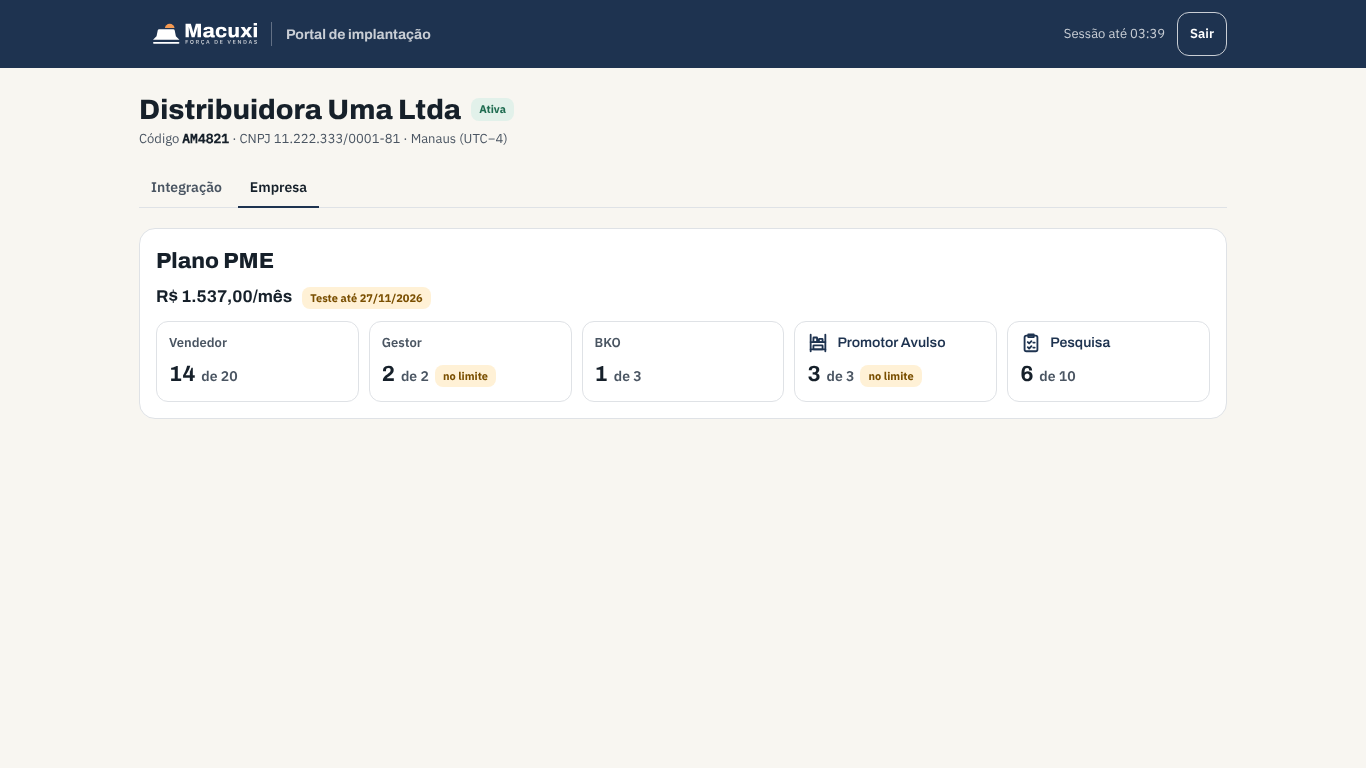 Macuxi
FORÇA DE VENDAS
Portal de implantação
Sessão até 03:39
Sair
Distribuidora Uma Ltda
Ativa
Código AM4821 · CNPJ 11.222.333/0001-81 · Manaus (UTC−4)
Integração
Empresa
Plano PME
R$ 1.537,00/mês
Teste até 27/11/2026
Vendedor
14 de 20
Gestor
2 de 2 no limite
BKO
1 de 3
Promotor Avulso
3 de 3 no limite
Pesquisa
6 de 10